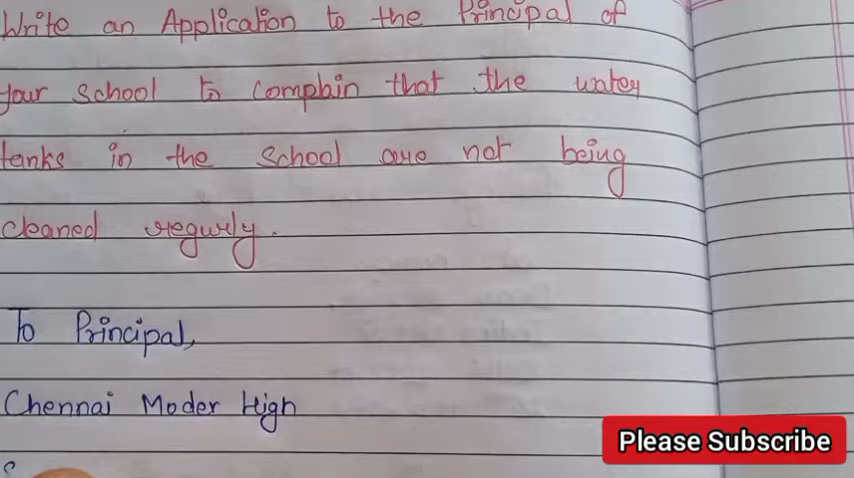 Write an Application to the Principal of
your school to complain that the water
tanks in the school are not being
cleaned regurly.
To Principal,
Chennai Moder High
Please Subscribe